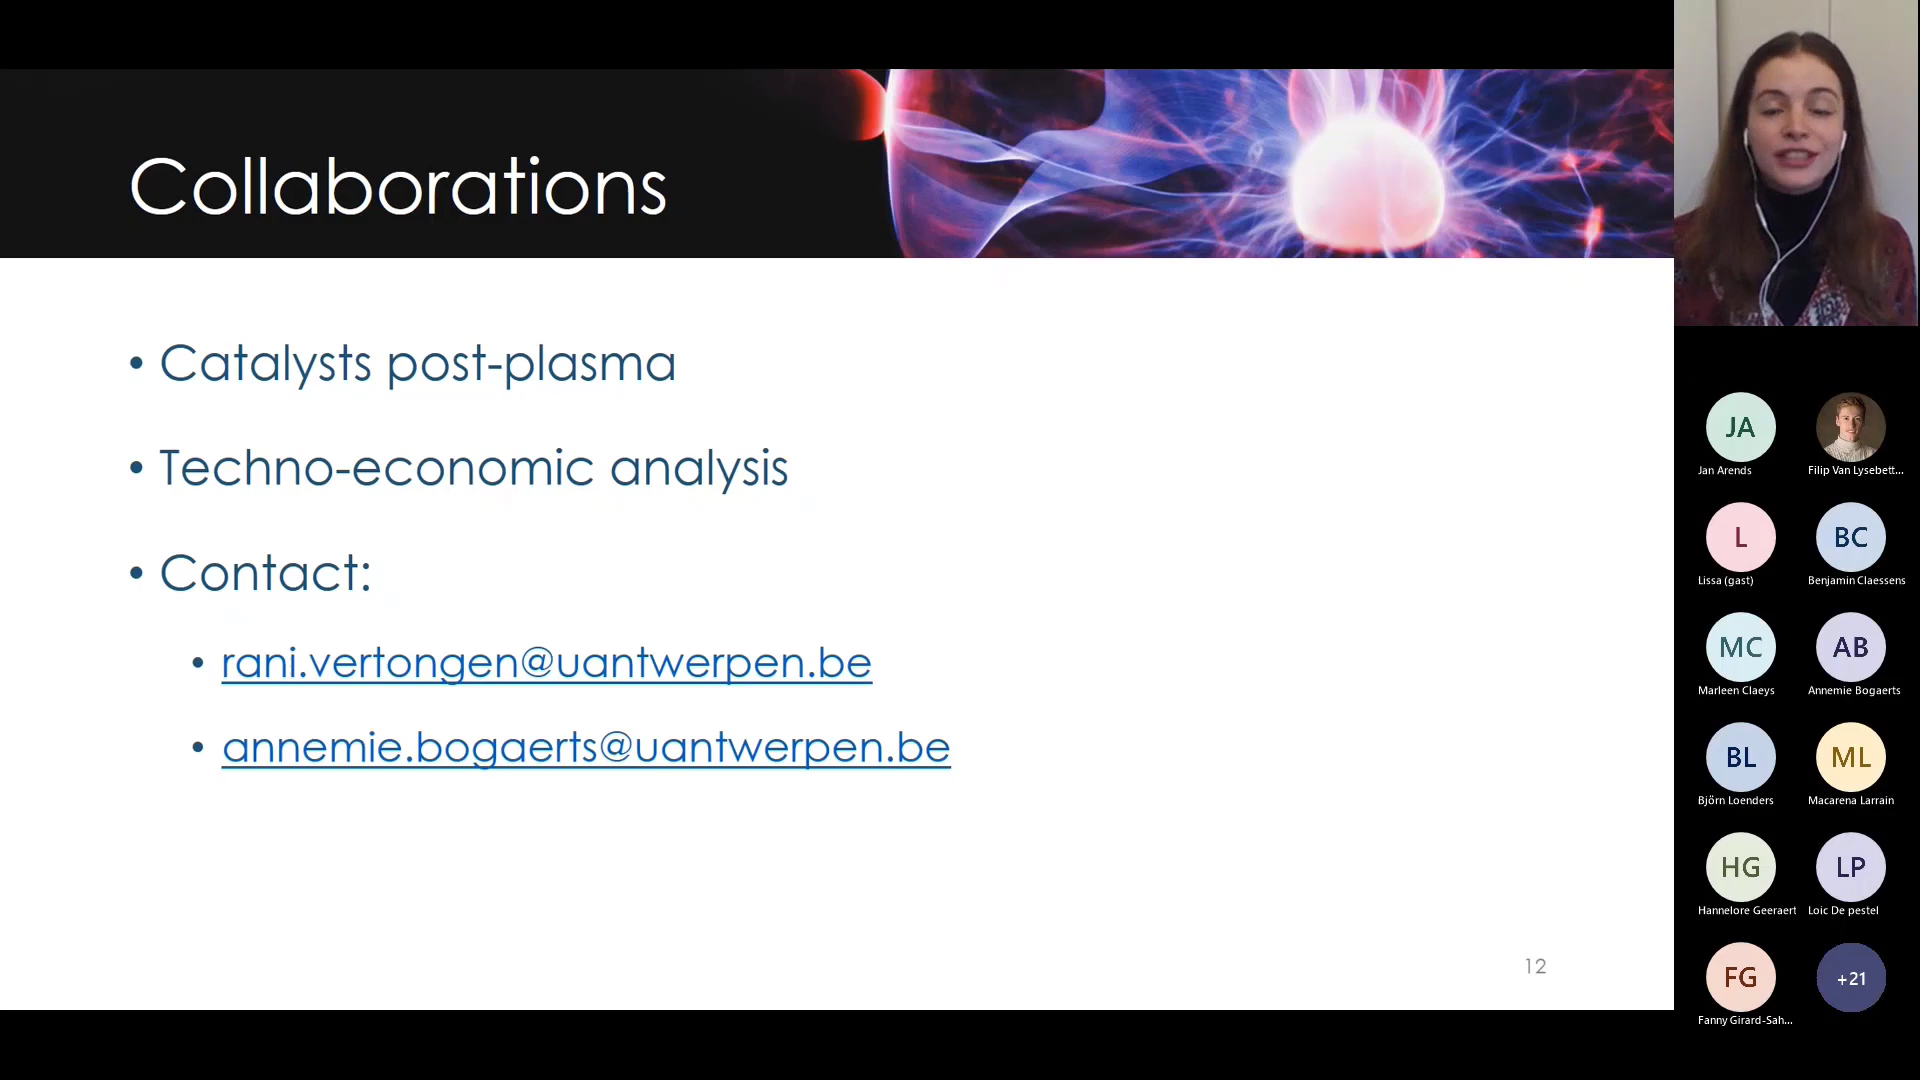 Collaborations
• Catalysts post-plasma
• Techno-economic analysis
• Contact:
• rani.vertongen@uantwerpen.be
• annemie.bogaerts@uantwerpen.be
12
JA
Jan Arends
Filip Van Lysebett...
L
Lissa (gast)
BC
Benjamin Claessens
MC
Marleen Claeys
AB
Annemie Bogaerts
BL
Björn Loenders
ML
Macarena Larrain
HG
Hannelore Geeraert
LP
Loic De pestel
FG
Fanny Girard-Sah...
+21